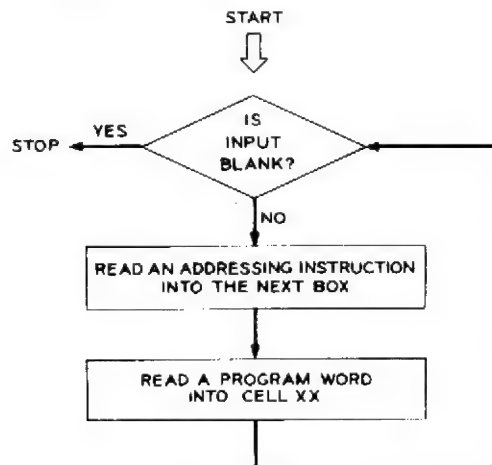 START
IS
INPUT
BLANK?
YES
STOP
NO
READ AN ADDRESSING INSTRUCTION
INTO THE NEXT BOX
READ A PROGRAM WORD
INTO CELL XX